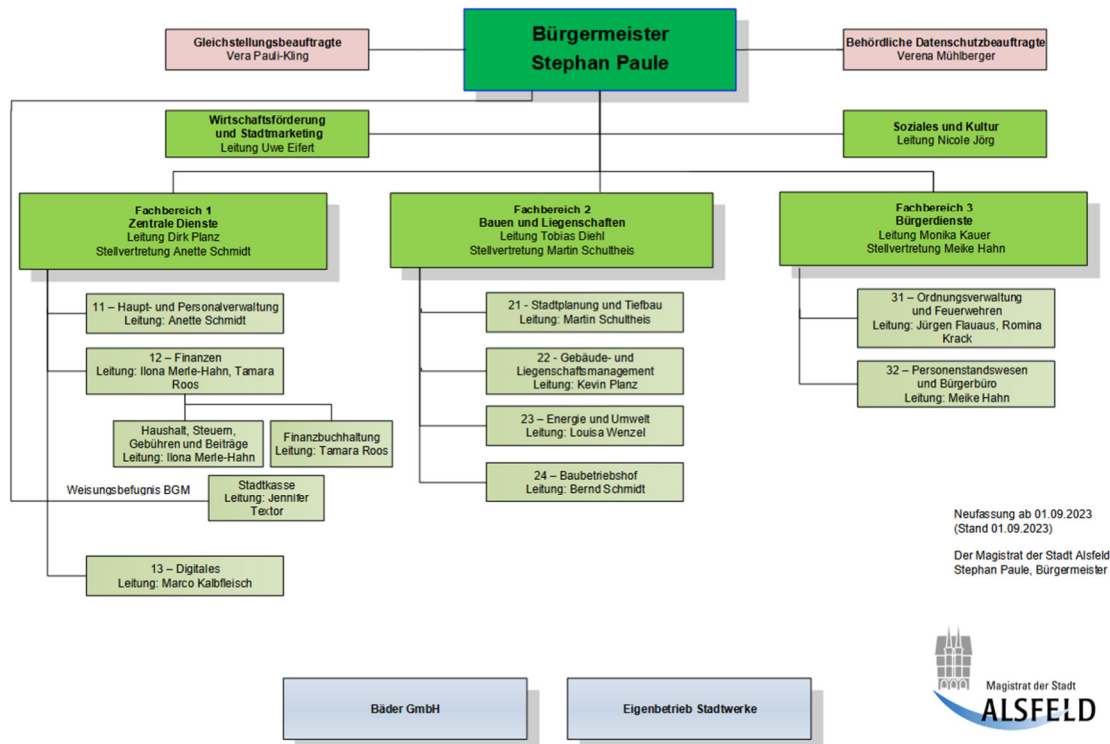 Bürgermeister
Stephan Paule
Gleichstellungsbeauftragte
Vera Pauli-Kling
Behördliche Datenschutzbeauftragte
Verena Mühlberger
Wirtschaftsförderung
und Stadtmarketing
Leitung Uwe Eifert
Soziales und Kultur
Leitung Nicole Jörg
Fachbereich 1
Zentrale Dienste
Leitung Dirk Planz
Stellvertretung Anette Schmidt
Fachbereich 2
Bauen und Liegenschaften
Leitung Tobias Diehl
Stellvertretung Martin Schultheis
Fachbereich 3
Bürgerdienste
Leitung Monika Kauer
Stellvertretung Meike Hahn
11 – Haupt- und Personalverwaltung
Leitung: Anette Schmidt
12 – Finanzen
Leitung: Ilona Merle-Hahn, Tamara
Roos
Haushalt, Steuern,
Gebühren und Beiträge
Leitung: Ilona Merle-Hahn
Finanzbuchhaltung
Leitung: Tamara Roos
Weisungsbefugnis BGM
Stadtkasse
Leitung: Jennifer
Textor
13 – Digitales
Leitung: Marco Kalbfleisch
21 - Stadtplanung und Tiefbau
Leitung: Martin Schultheis
22 - Gebäude- und
Liegenschaftsmanagement
Leitung: Kevin Planz
23 – Energie und Umwelt
Leitung: Louisa Wenzel
24 – Baubetriebshof
Leitung: Bernd Schmidt
31 – Ordnungsverwaltung
und Feuerwehren
Leitung: Jürgen Flauaus, Romina
Krack
32 – Personenstandswesen
und Bürgerbüro
Leitung: Meike Hahn
Neufassung ab 01.09.2023
(Stand 01.09.2023)
Der Magistrat der Stadt Alsfeld
Stephan Paule, Bürgermeister
Bäder GmbH
Eigenbetrieb Stadtwerke
Magistrat der Stadt
ALSFELD